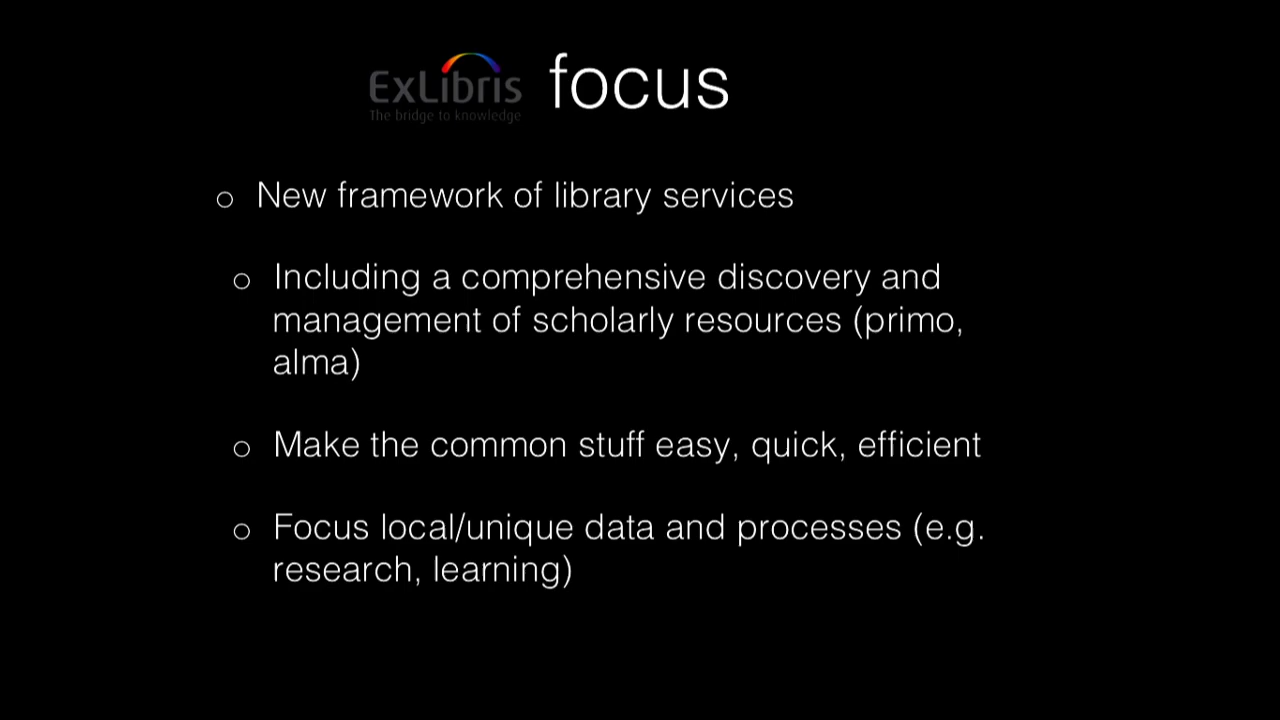 ExLibris focus
The bridge to knowledge
o New framework of library services
o Including a comprehensive discovery and
management of scholarly resources (primo,
alma)
o Make the common stuff easy, quick, efficient
o Focus local/unique data and processes (e.g.
research, learning)